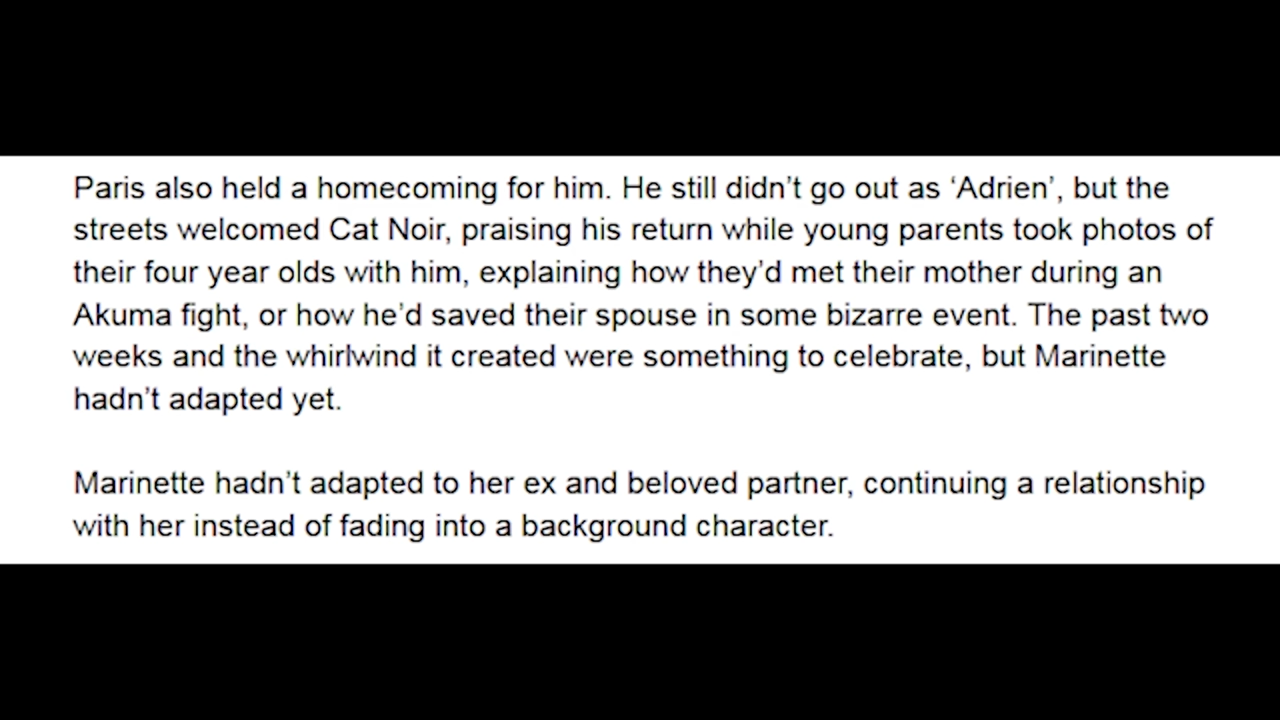 Paris also held a homecoming for him. He still didn’t go out as ‘Adrien’, but the
streets welcomed Cat Noir, praising his return while young parents took photos of
their four year olds with him, explaining how they’d met their mother during an
Akuma fight, or how he’d saved their spouse in some bizarre event. The past two
weeks and the whirlwind it created were something to celebrate, but Marinette
hadn’t adapted yet.
Marinette hadn’t adapted to her ex and beloved partner, continuing a relationship
with her instead of fading into a background character.